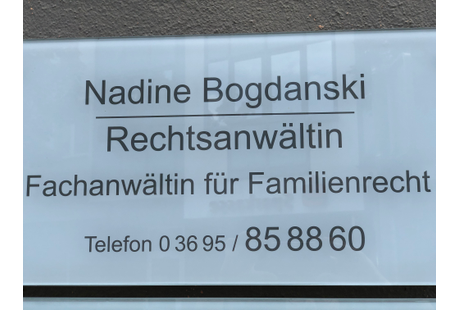 Nadine Bogdanski
Rechtsanwältin
Fachanwältin für Familienrecht
Telefon 0 36 95 / 85 88 60